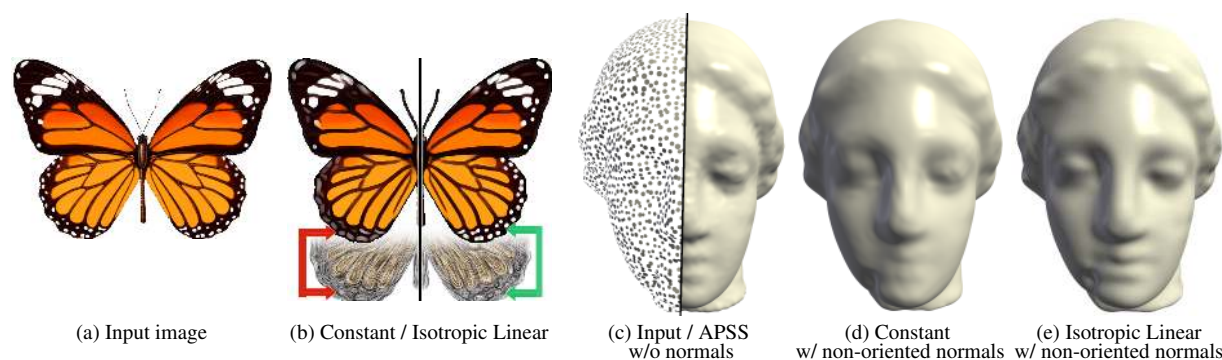 (a) Input image
(b) Constant / Isotropic Linear
(c) Input / APSS
w/o normals
(d) Constant
w/ non-oriented normals
(e) Isotropic Linear
w/ non-oriented normals